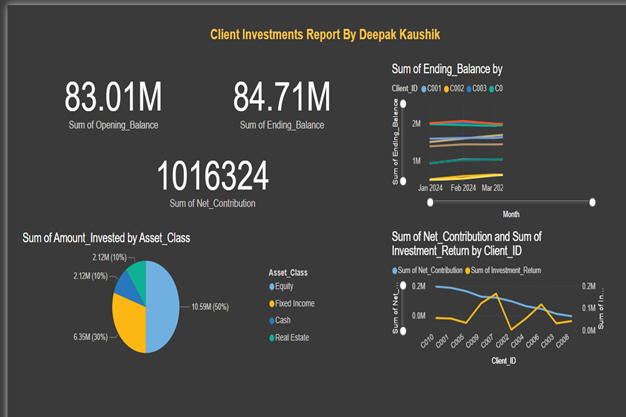 Client Investments Report By Deepak Kaushik
83.01M
Sum of Opening_Balance
84.71M
Sum of Ending_Balance
1016324
Sum of Net_Contribution
Sum of Ending_Balance by
Client_ID C001 C002 C003 C0
Sum of Ending_Balance
2M
1M
Jan 2024 Feb 2024 Mar 202
Month
Sum of Amount_Invested by Asset_Class
2.12M (10%)
2.12M (10%)
10.59M (50%)
6.35M (30%)
Asset_Class
Equity
Fixed Income
Cash
Real Estate
Sum of Net_Contribution and Sum of
Investment_Return by Client_ID
Sum of Net_Contribution Sum of Investment_Return
Sum of Net_...
0.2M
0.0M
0.2M
0.1M
0.0M
Sum of In...
C010 C001 C005 C009 C007 C002 C004 C006 C003 C008
Client_ID